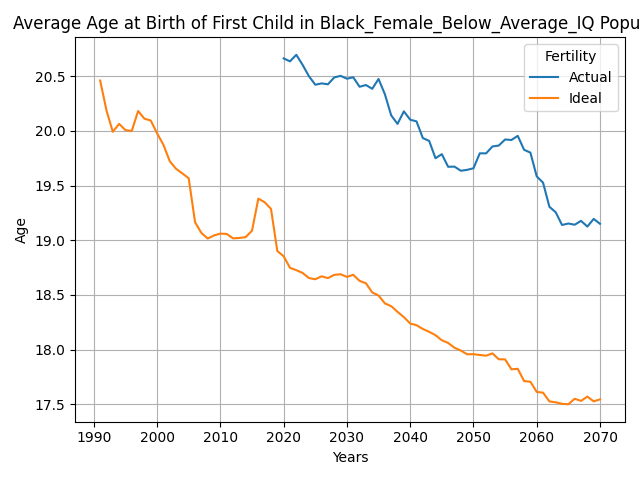 Average Age at Birth of First Child in Black_Female_Below_Average_IQ Popu
Fertility
Actual
Ideal
20.5
20.0
19.5
19.0
18.5
18.0
17.5
Age
1990 2000 2010 2020 2030 2040 2050 2060 2070
Years